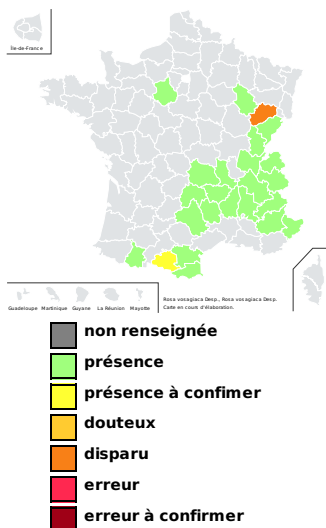 Île-de-France
Guadeloupe Martinique Guyane La Réunion Mayotte
Rosa vosagiaca Desp., Rosa vosagiaca Desp.
Carte en cours d'élaboration.
non renseignée
présence
présence à confimer
douteux
disparu
erreur
erreur à confirmer